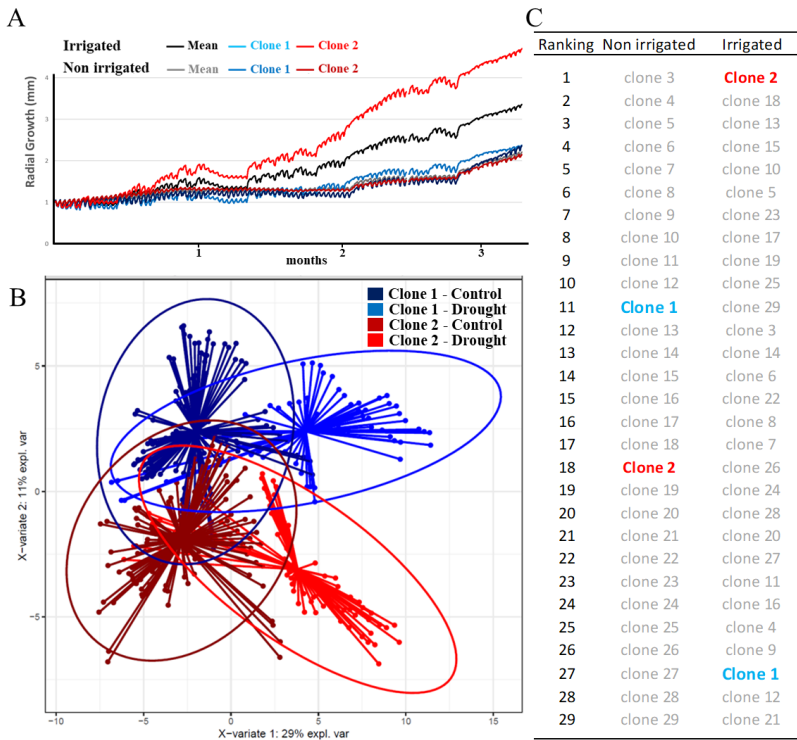 A
Irrigated Mean Clone 1 Clone 2
Non irrigated Mean Clone 1 Clone 2
Radial Growth (mm)
5
4
3
2
1
0
1 2 3
months
B
Clone 1 - Control
Clone 1 - Drought
Clone 2 - Control
Clone 2 - Drought
X-variate 2: 11% expl. var
5
0
-5
-10 -5 0 5 10 15
X-variate 1: 29% expl. var
C
Ranking Non irrigated Irrigated
1 clone 3 Clone 2
2 clone 4 clone 18
3 clone 5 clone 13
4 clone 6 clone 15
5 clone 7 clone 10
6 clone 8 clone 5
7 clone 9 clone 23
8 clone 10 clone 17
9 clone 11 clone 19
10 clone 12 clone 25
11 Clone 1 clone 29
12 clone 13 clone 3
13 clone 14 clone 14
14 clone 15 clone 6
15 clone 16 clone 22
16 clone 17 clone 8
17 clone 18 clone 7
18 Clone 2 clone 26
19 clone 19 clone 24
20 clone 20 clone 28
21 clone 21 clone 20
22 clone 22 clone 27
23 clone 23 clone 11
24 clone 24 clone 16
25 clone 25 clone 4
26 clone 26 clone 9
27 clone 27 Clone 1
28 clone 28 clone 12
29 clone 29 clone 21